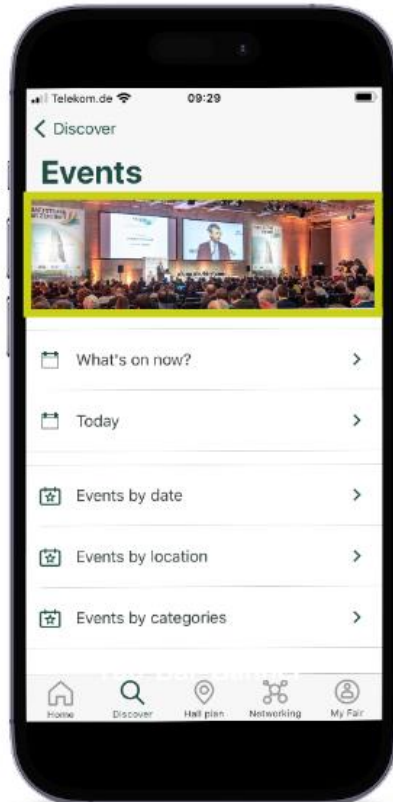 Telekom.de
09:29
Discover
Events
What's on now?
Today
Events by date
Events by location
Events by categories
Home
Discover
Hall plan
Networking
My Fair